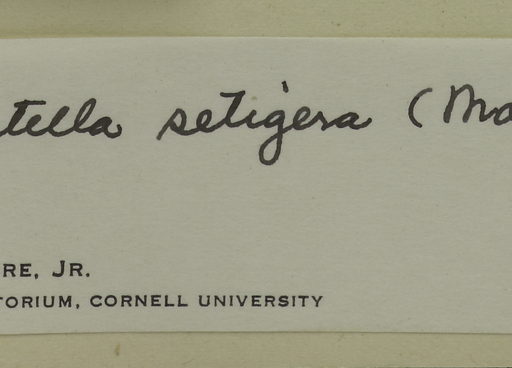 tella setigera (Mo
RE, JR.
TORIUM, CORNELL UNIVERSITY